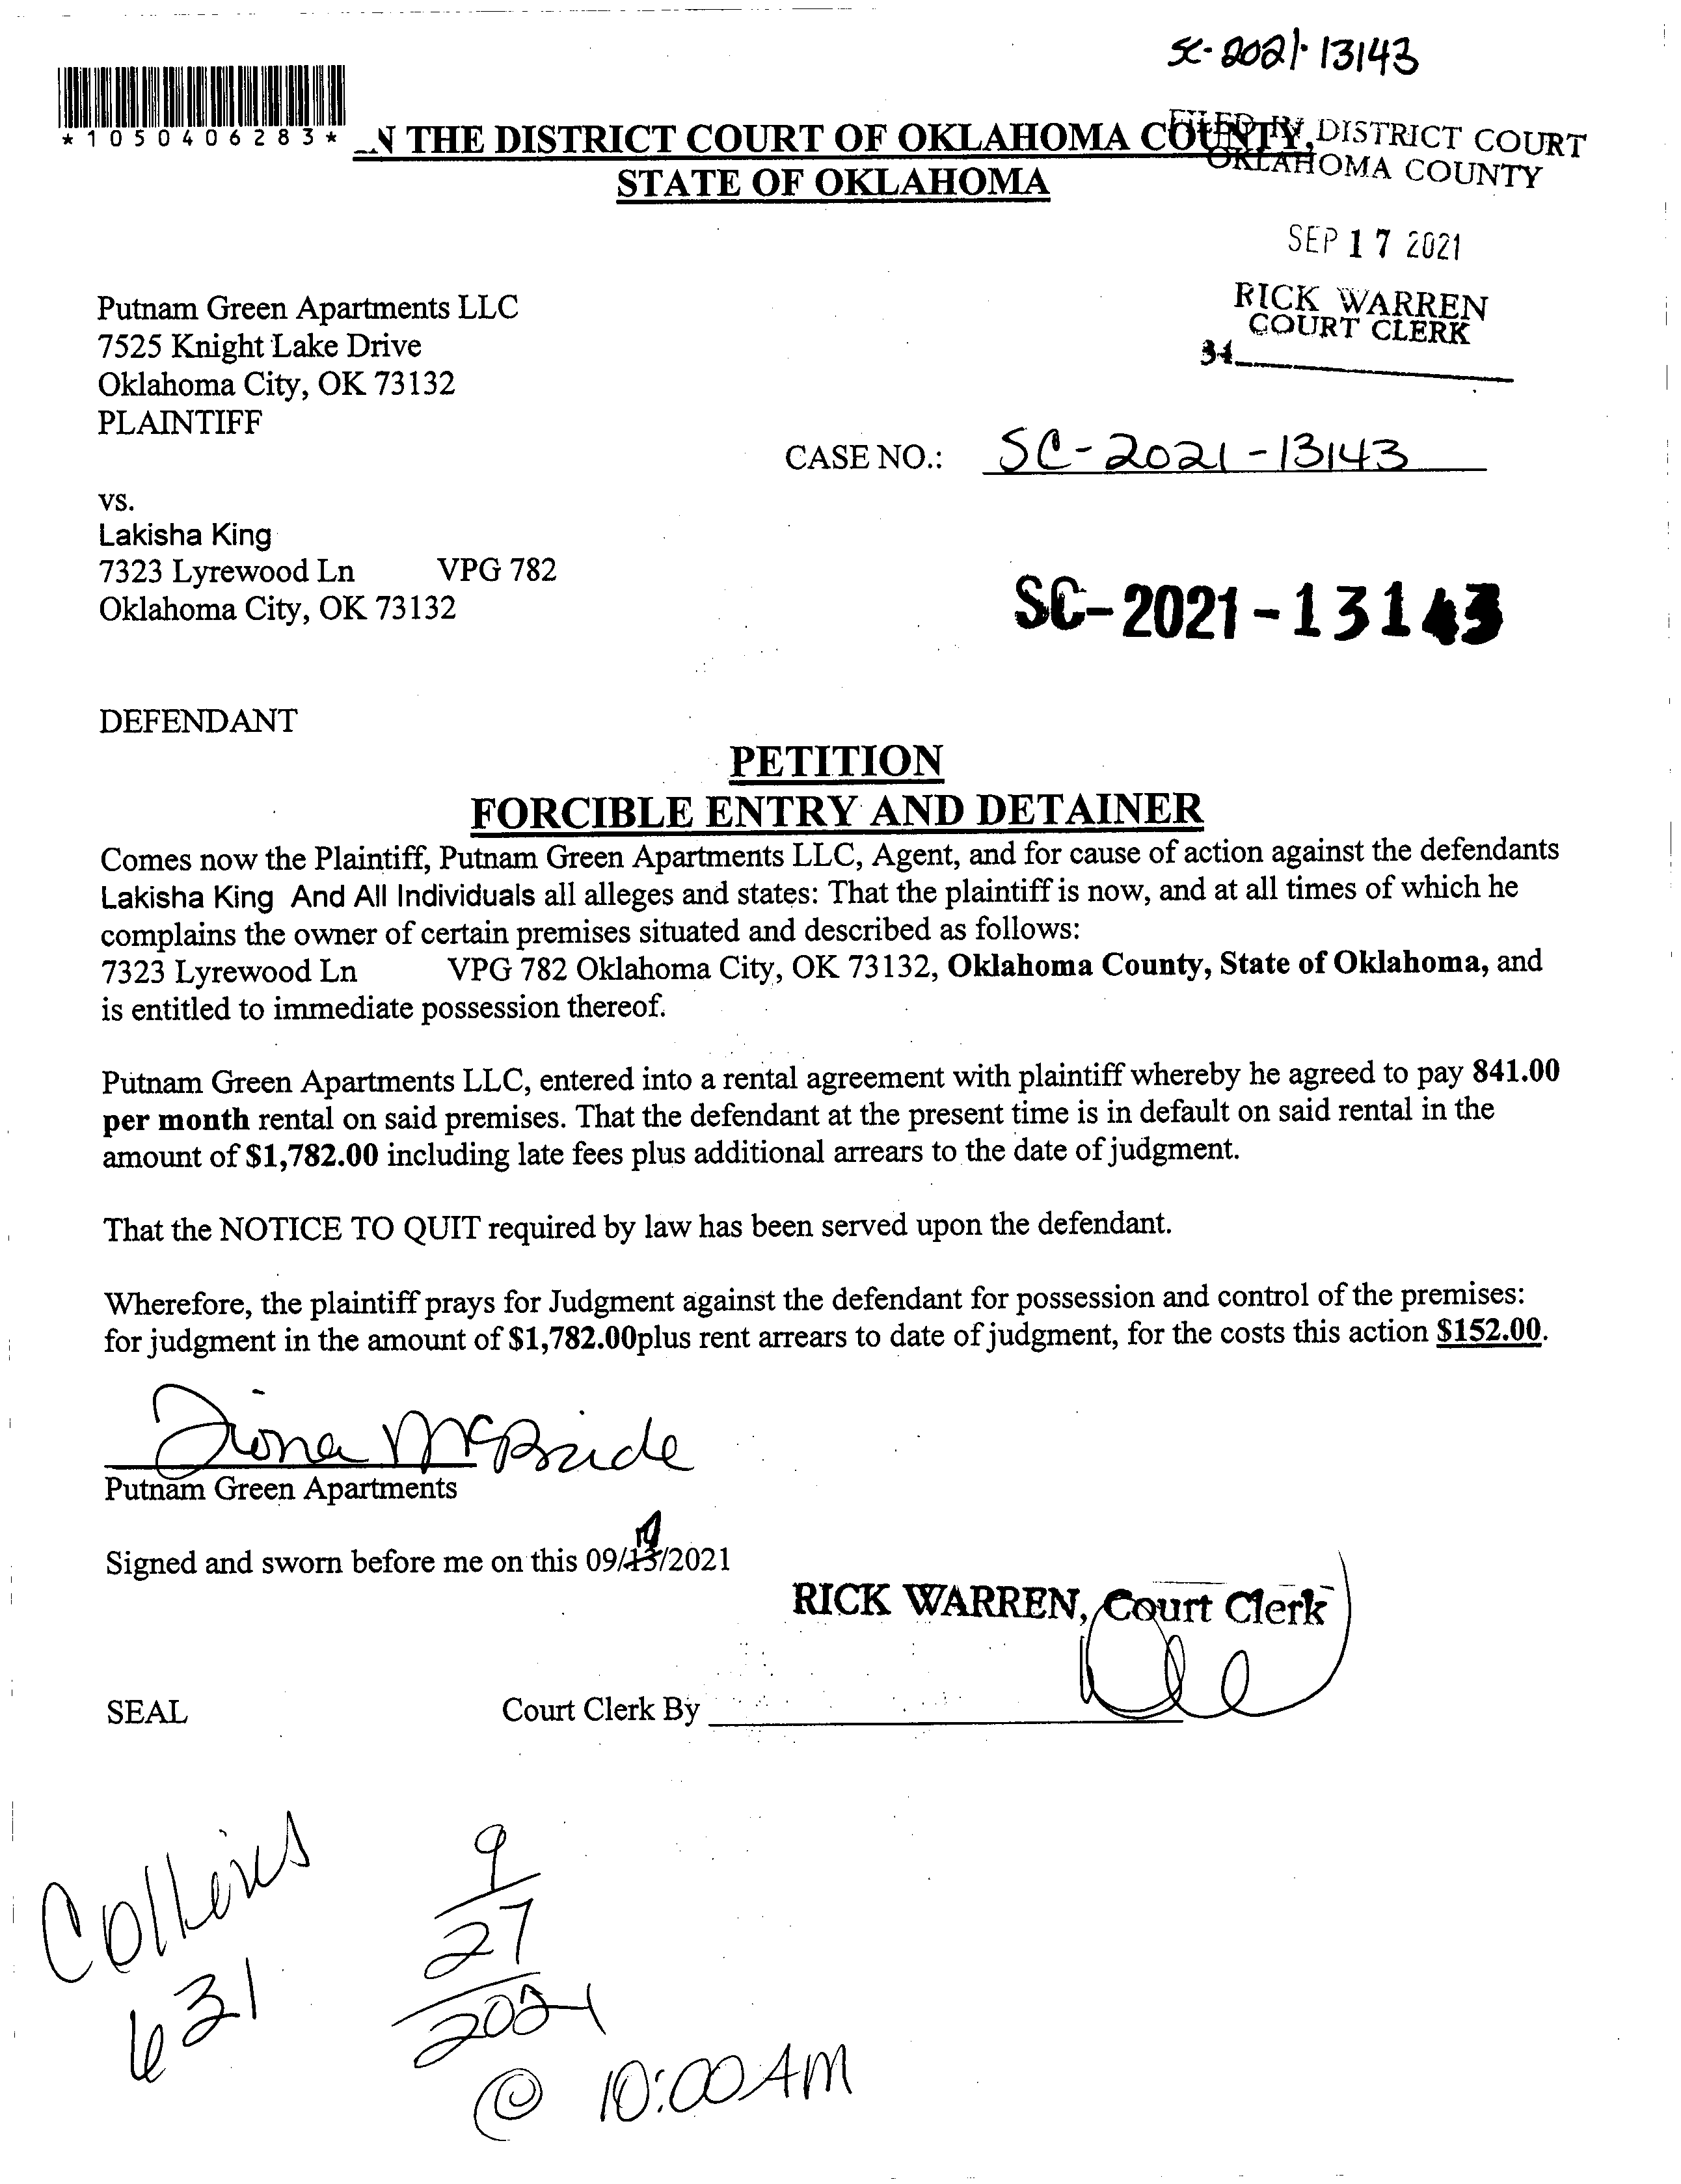 SC-2021-13143
*1050406283*
N THE DISTRICT COURT OF OKLAHOMA COUNTY,
STATE OF OKLAHOMA
FILED IN DISTRICT COURT
OKLAHOMA COUNTY
SEP 17 2021
RICK WARREN
COURT CLERK
34
Putnam Green Apartments LLC
7525 Knight Lake Drive
Oklahoma City, OK 73132
PLAINTIFF
CASE NO.: SC-2021-13143
vs.
Lakisha King
7323 Lyrewood Ln VPG 782
Oklahoma City, OK 73132
SC-2021-13143
DEFENDANT
PETITION
FORCIBLE ENTRY AND DETAINER
Comes now the Plaintiff, Putnam Green Apartments LLC, Agent, and for cause of action against the defendants
Lakisha King And All Individuals all alleges and states: That the plaintiff is now, and at all times of which he
complains the owner of certain premises situated and described as follows:
7323 Lyrewood Ln VPG 782 Oklahoma City, OK 73132, Oklahoma County, State of Oklahoma, and
is entitled to immediate possession thereof.
Putnam Green Apartments LLC, entered into a rental agreement with plaintiff whereby he agreed to pay 841.00
per month rental on said premises. That the defendant at the present time is in default on said rental in the
amount of $1,782.00 including late fees plus additional arrears to the date of judgment.
That the NOTICE TO QUIT required by law has been served upon the defendant.
Wherefore, the plaintiff prays for Judgment against the defendant for possession and control of the premises:
for judgment in the amount of $1,782.00plus rent arrears to date of judgment, for the costs this action $152.00.
McBride
Putnam Green Apartments
Signed and sworn before me on this 09/13/2021
RICK WARREN, Court Clerk
SEAL Court Clerk By
Collins
631
9
27
2021
@ 10:00 AM